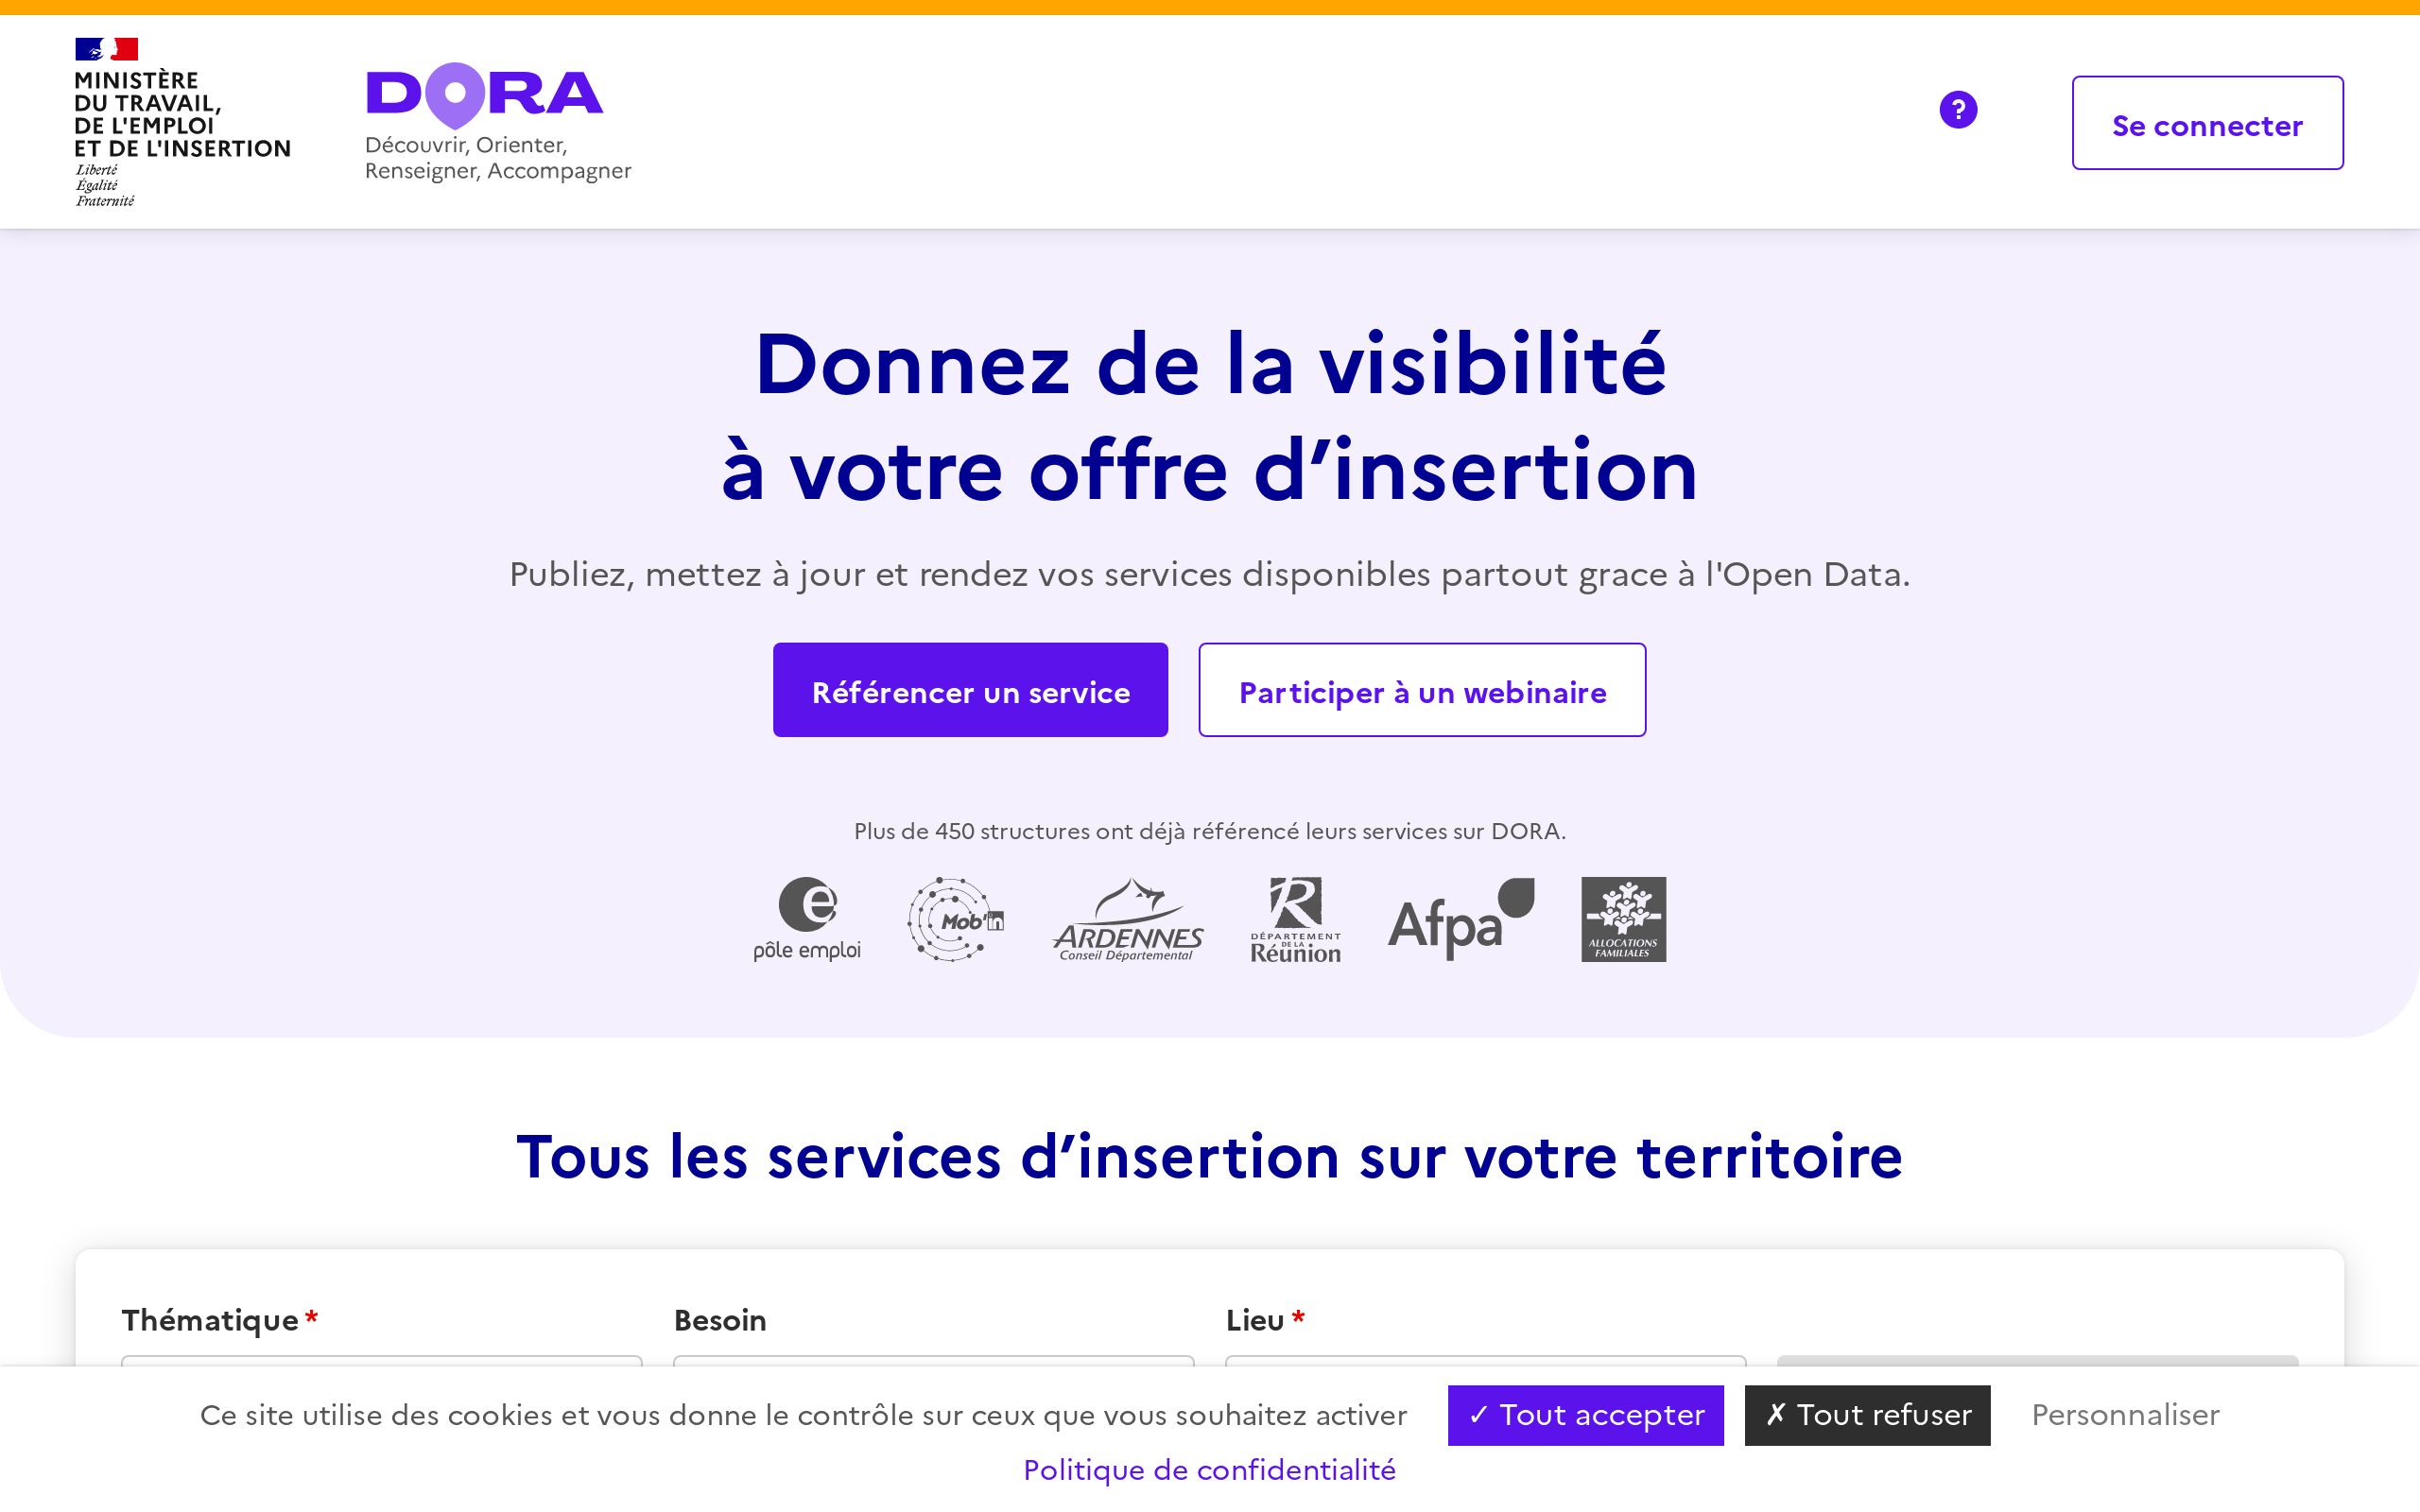 MINISTÈRE
DU TRAVAIL,
DE L'EMPLOI
ET DE L'INSERTION
Liberté
Égalité
Fraternité
DORA
Découvrir, Orienter,
Renseigner, Accompagner
?
Se connecter
Donnez de la visibilité
à votre offre d’insertion
Publiez, mettez à jour et rendez vos services disponibles partout grace à l'Open Data.
Référencer un service
Participer à un webinaire
Plus de 450 structures ont déjà référencé leurs services sur DORA.
e
pôle emploi
Mob'in
ARDENNES
Conseil Départemental
R
DÉPARTEMENT
DE LA
Réunion
Afpa
ALLOCATIONS
FAMILIALES
Tous les services d’insertion sur votre territoire
Thématique *
Besoin
Lieu *
Ce site utilise des cookies et vous donne le contrôle sur ceux que vous souhaitez activer
✓ Tout accepter
✗ Tout refuser
Personnaliser
Politique de confidentialité